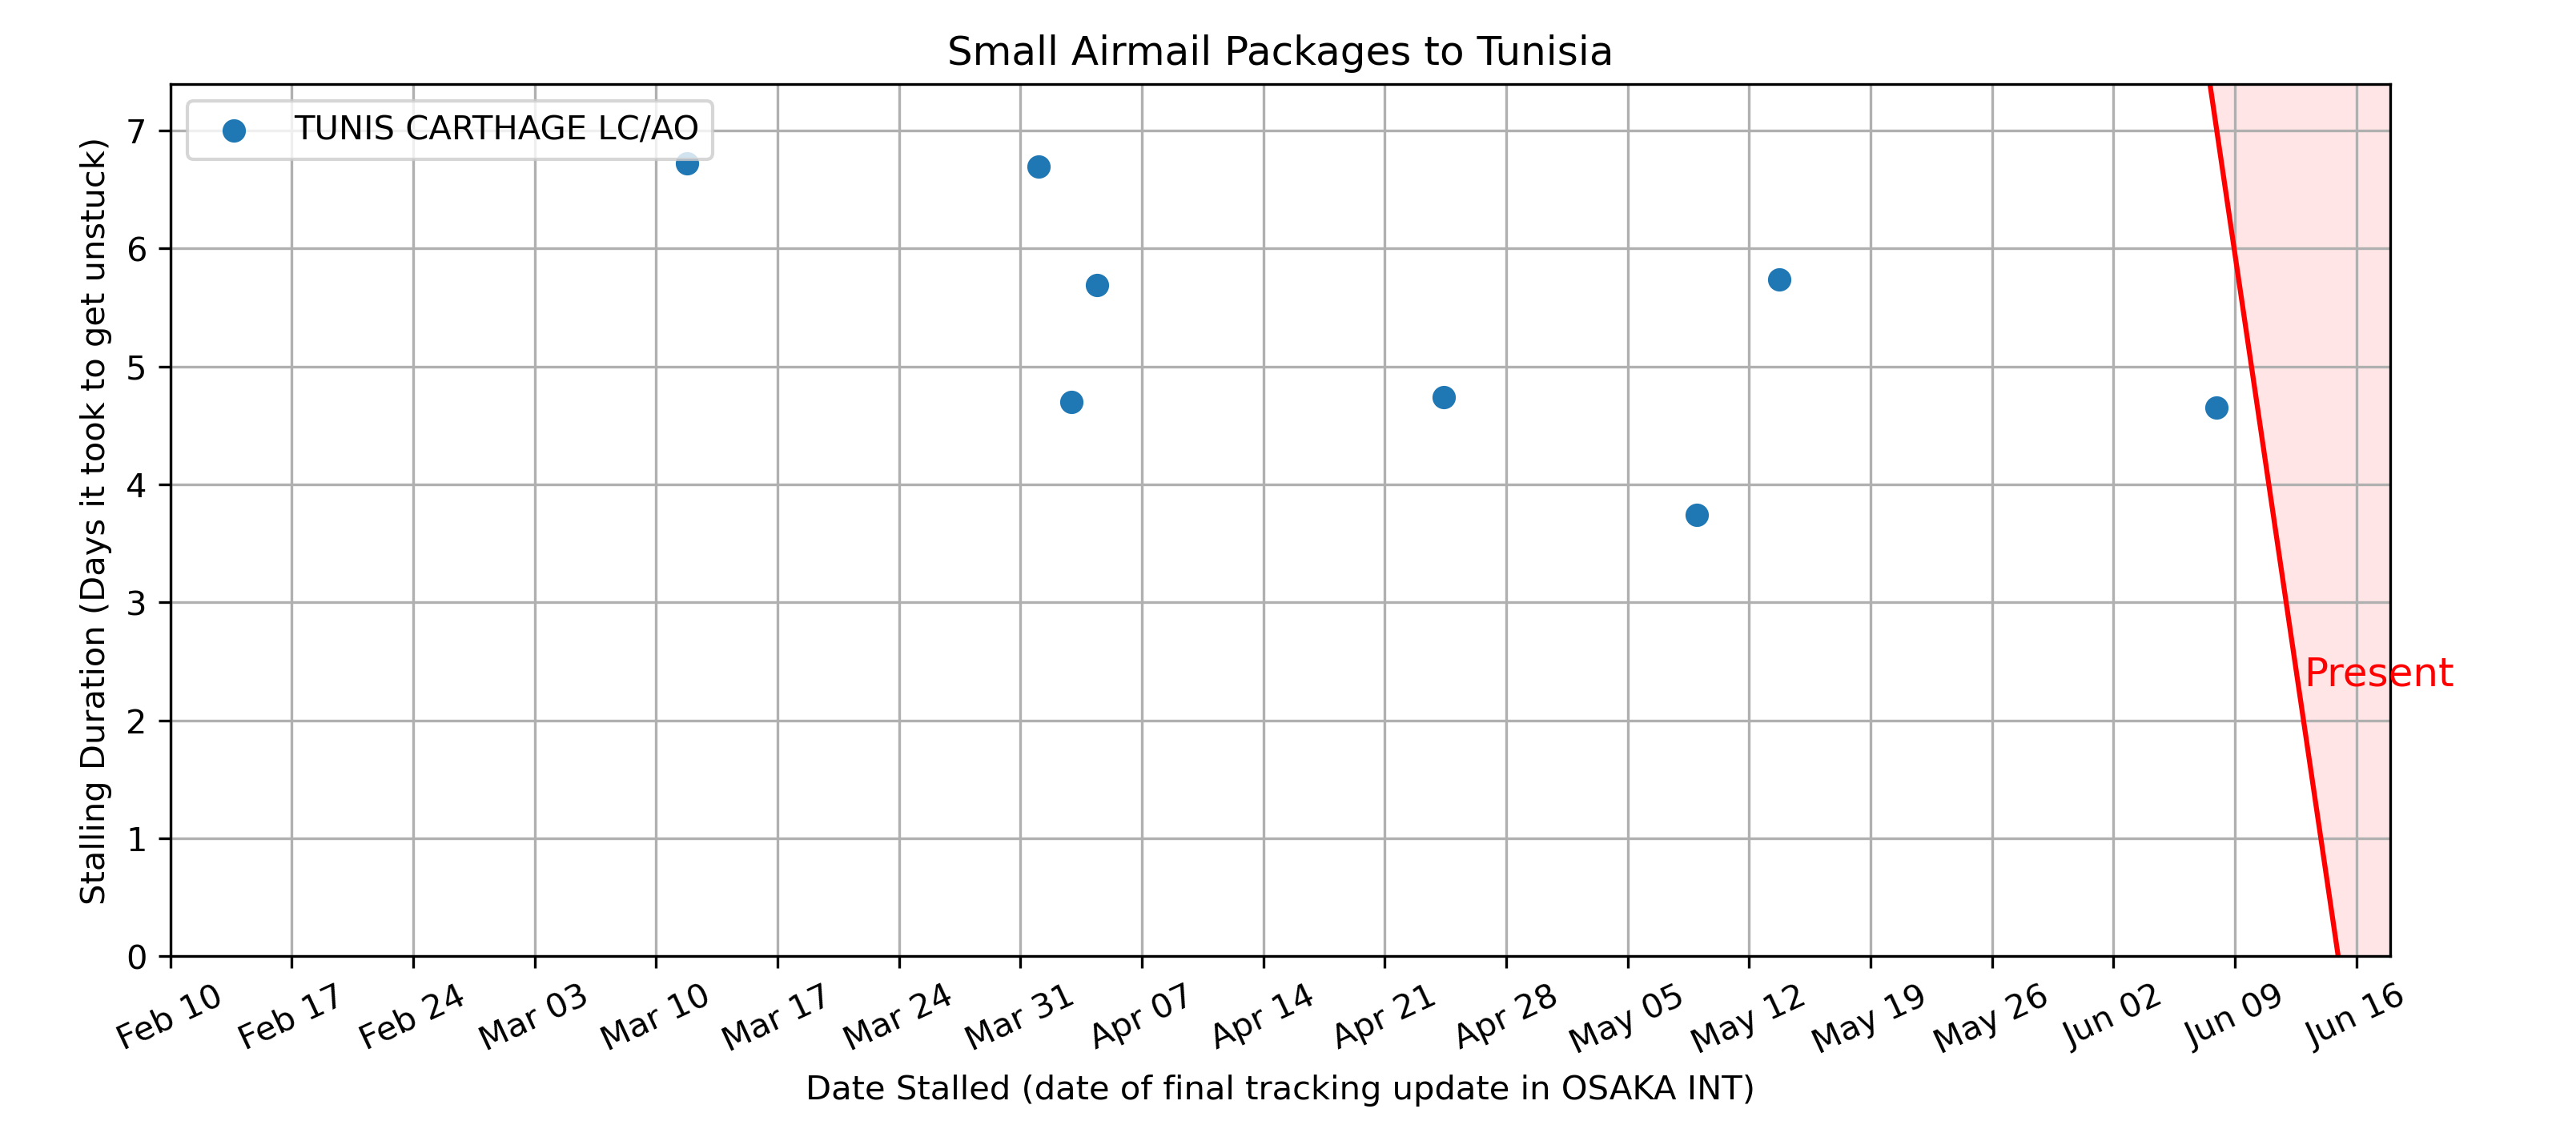 Small Airmail Packages to Tunisia
TUNIS CARTHAGE LC/AO
Stalling Duration (Days it took to get unstuck)
7
6
5
4
3
2
1
0
Present
Feb 10
Feb 17
Feb 24
Mar 03
Mar 10
Mar 17
Mar 24
Mar 31
Apr 07
Apr 14
Apr 21
Apr 28
May 05
May 12
May 19
May 26
Jun 02
Jun 09
Jun 16
Date Stalled (date of final tracking update in OSAKA INT)